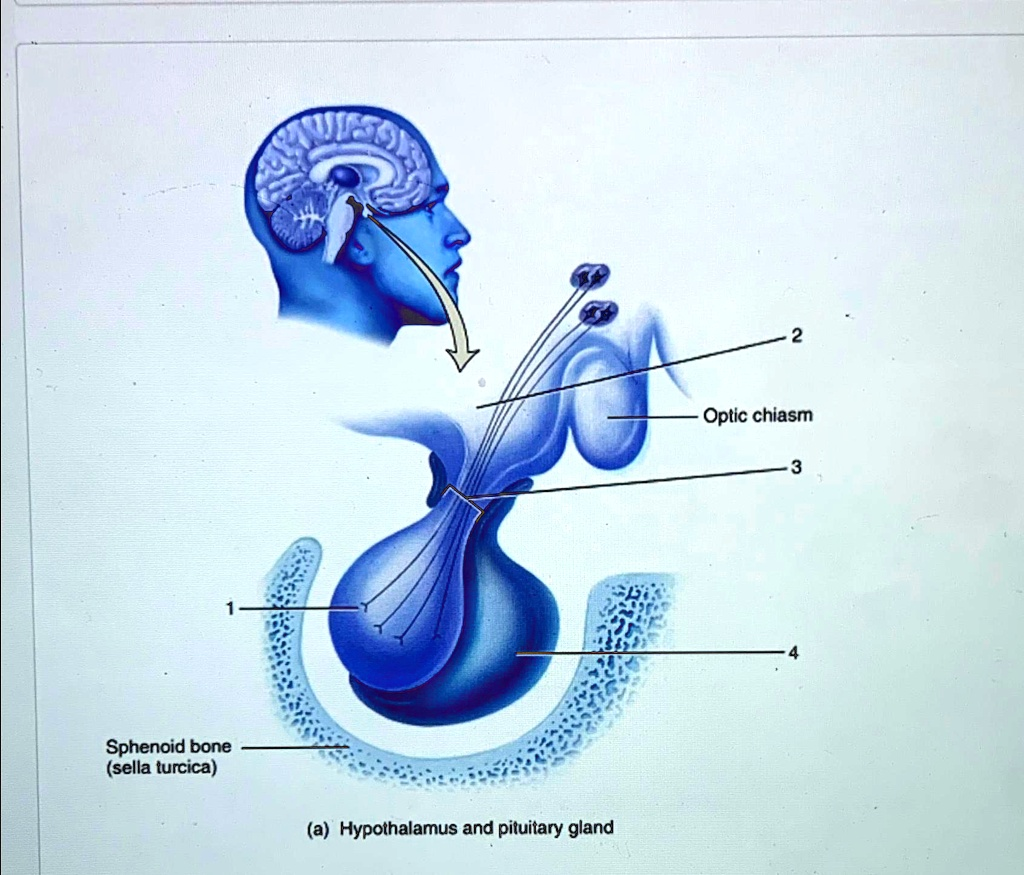 2
Optic chiasm
3
1
4
Sphenoid bone
(sella turcica)
(a) Hypothalamus and pituitary gland